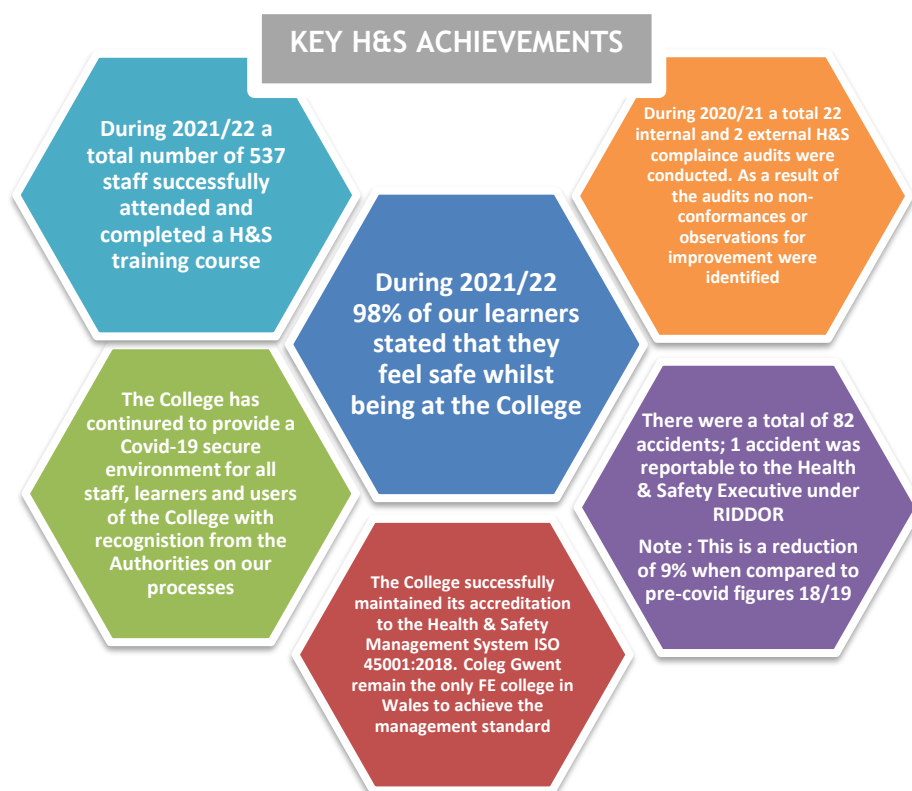 KEY H&S ACHIEVEMENTS
During 2021/22 a
total number of 537
staff successfully
attended and
completed a H&S
training course
During 2020/21 a total 22
internal and 2 external H&S
complaince audits were
conducted. As a result of
the audits no non-
conformances or
observations for
improvement were
identified
During 2021/22
98% of our learners
stated that they
feel safe whilst
being at the College
The College has
continured to provide a
Covid-19 secure
environment for all
staff, learners and users
of the College with
recognistion from the
Authorities on our
processes
There were a total of 82
accidents; 1 accident was
reportable to the Health
& Safety Executive under
RIDDOR
Note : This is a reduction
of 9% when compared to
pre-covid figures 18/19
The College successfully
maintained its accreditation
to the Health & Safety
Management System ISO
45001:2018. Coleg Gwent
remain the only FE college in
Wales to achieve the
management standard